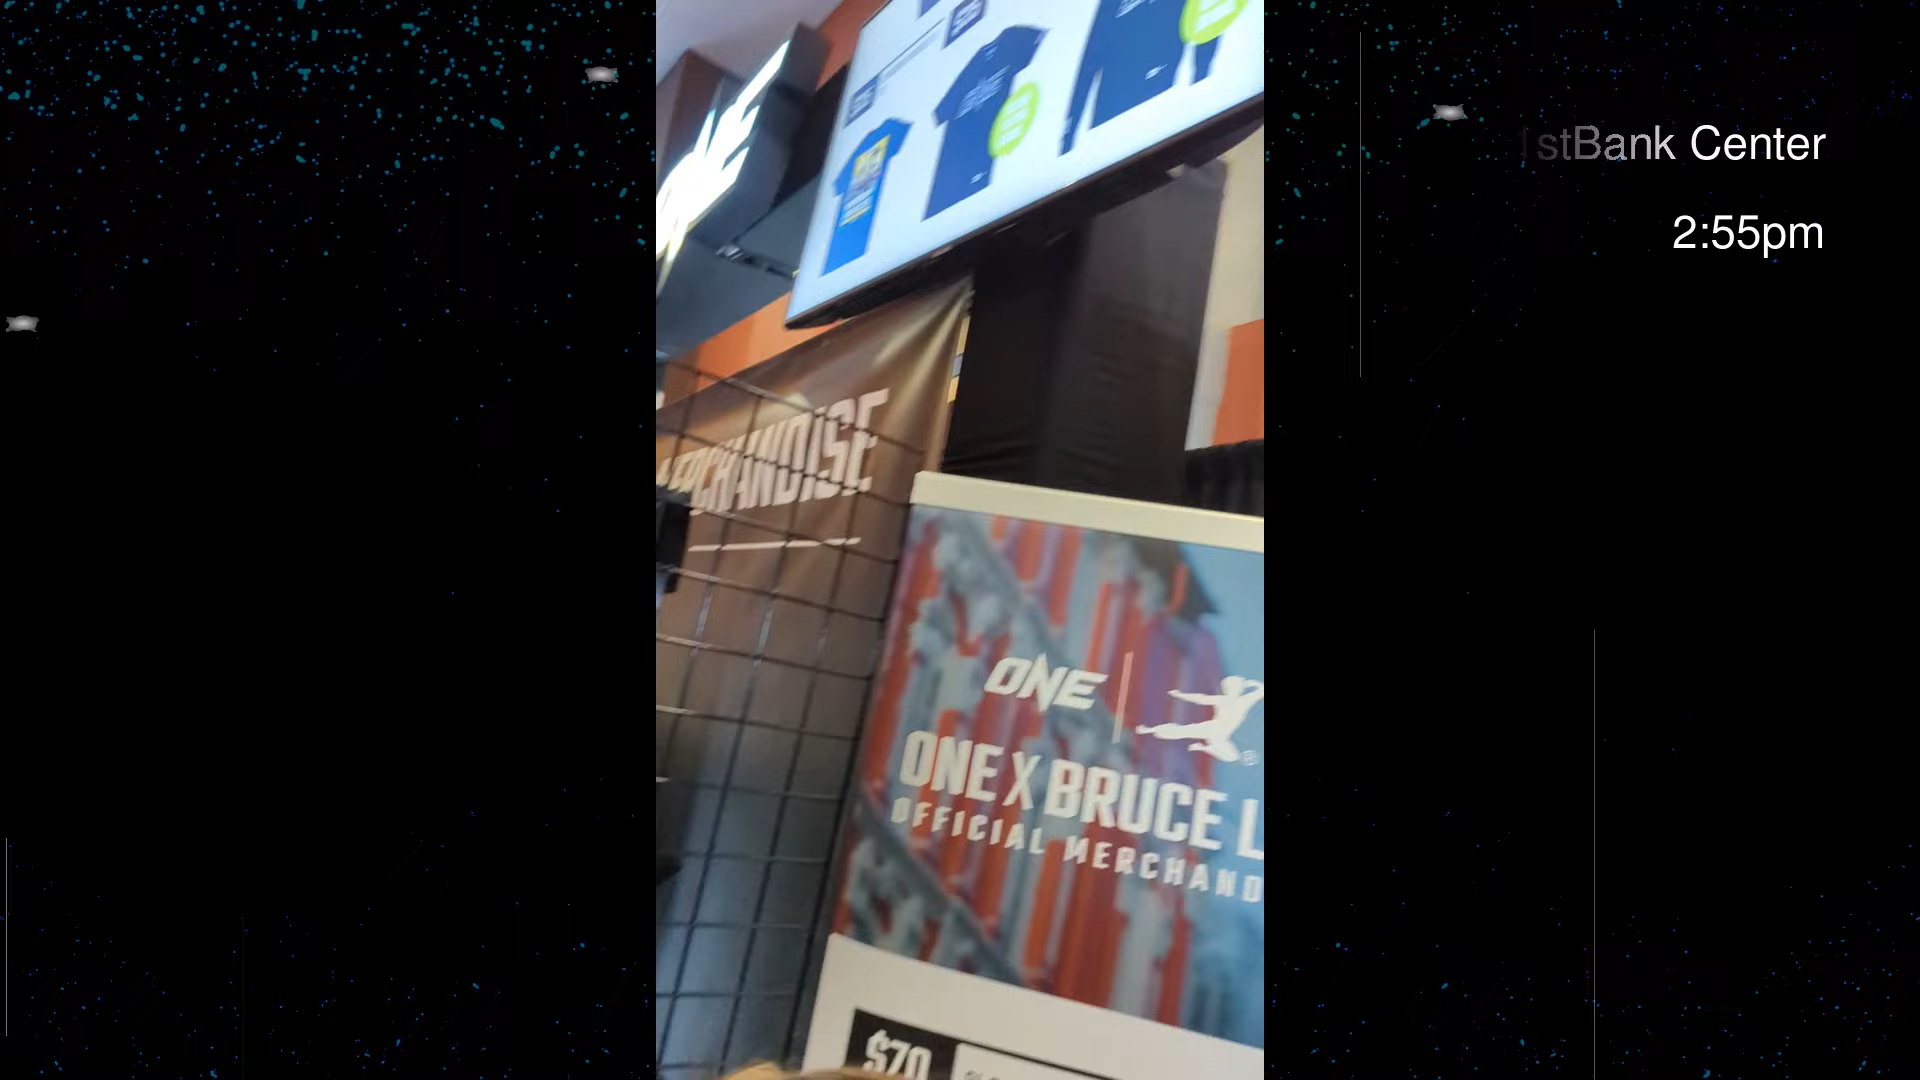 1stBank Center
2:55pm
MERCHANDISE
ONE
ONE X BRUCE L
OFFICIAL MERCHAND
$70